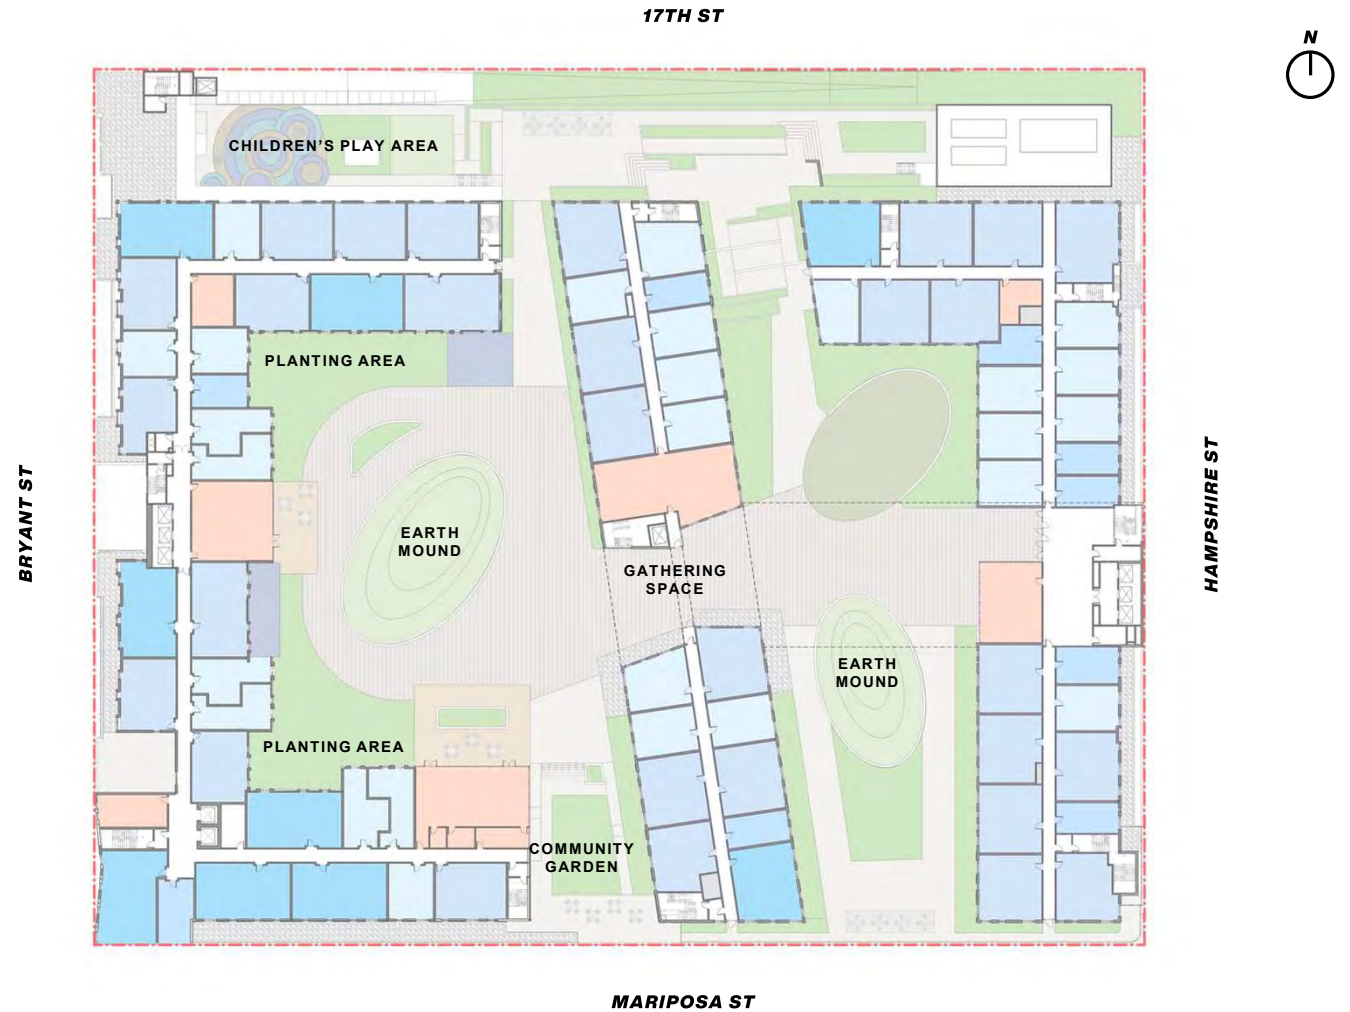 17TH ST
N
CHILDREN'S PLAY AREA
PLANTING AREA
EARTH
MOUND
BRYANT ST
HAMPSHIRE ST
GATHERING
SPACE
EARTH
MOUND
PLANTING AREA
COMMUNITY
GARDEN
MARIPOSA ST